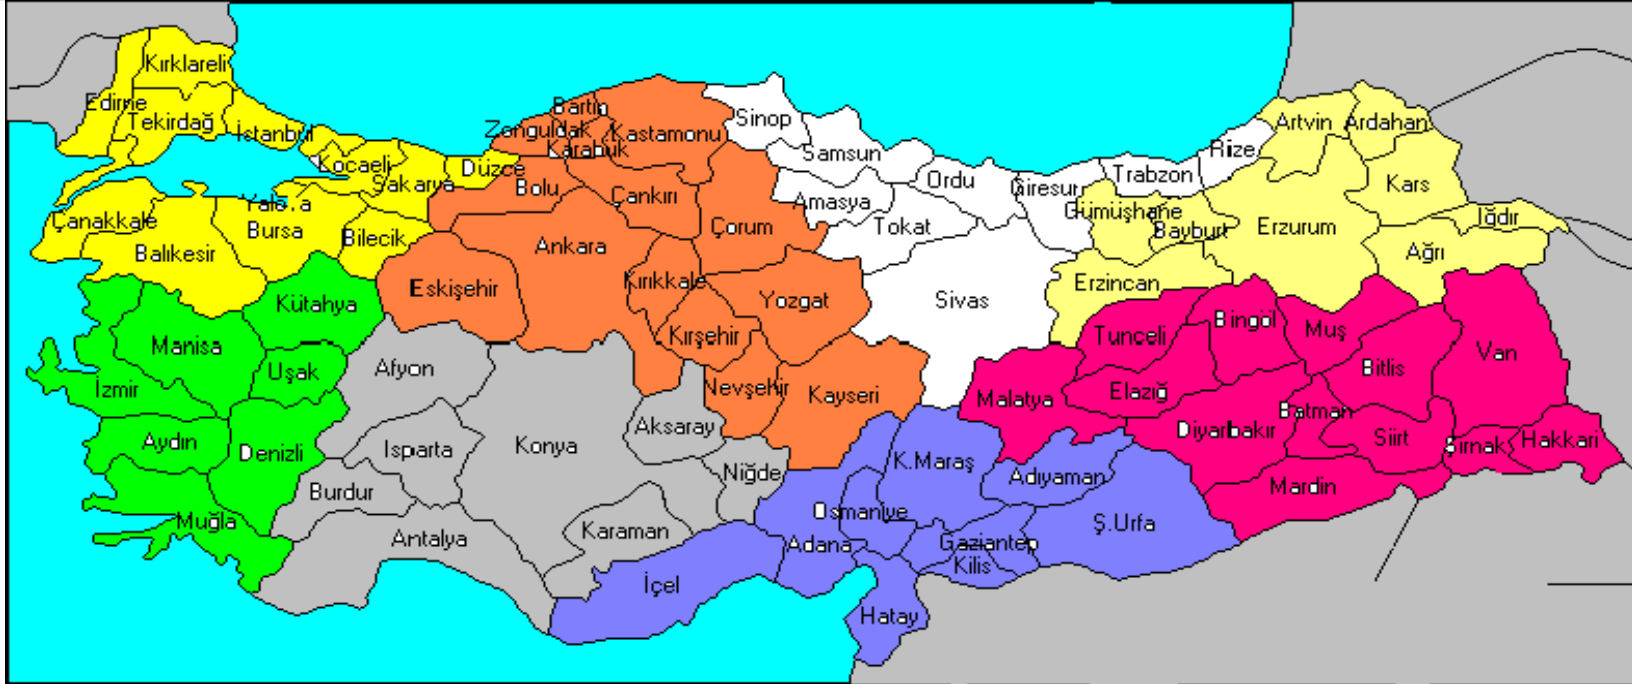 Kırklareli
Edirne
Tekirdağ
İstanbul
Kocaeli
Sakarya
Düzce
Yalova
Çanakkale
Balıkesir
Bursa
Bilecik
Bartın
Zonguldak
Karabük
Kastamonu
Bolu
Çankırı
Çorum
Ankara
Eskişehir
Kırıkkale
Yozgat
Kırşehir
Nevşehir
Kayseri
Sinop
Samsun
Amasya
Tokat
Ordu
Giresun
Trabzon
Rize
Sivas
Artvin
Ardahan
Kars
Gümüşhane
Bayburt
Erzurum
Iğdır
Ağrı
Erzincan
Kütahya
Manisa
Uşak
İzmir
Aydın
Denizli
Muğla
Afyon
Isparta
Konya
Aksaray
Niğde
Burdur
Antalya
Karaman
Tunceli
Bingöl
Muş
Van
Bitlis
Malatya
Elazığ
Batman
Diyarbakır
Siirt
Şırnak
Hakkari
Mardin
K.Maraş
Adıyaman
Osmaniye
Ş.Urfa
Adana
Gaziantep
Kilis
İçel
Hatay